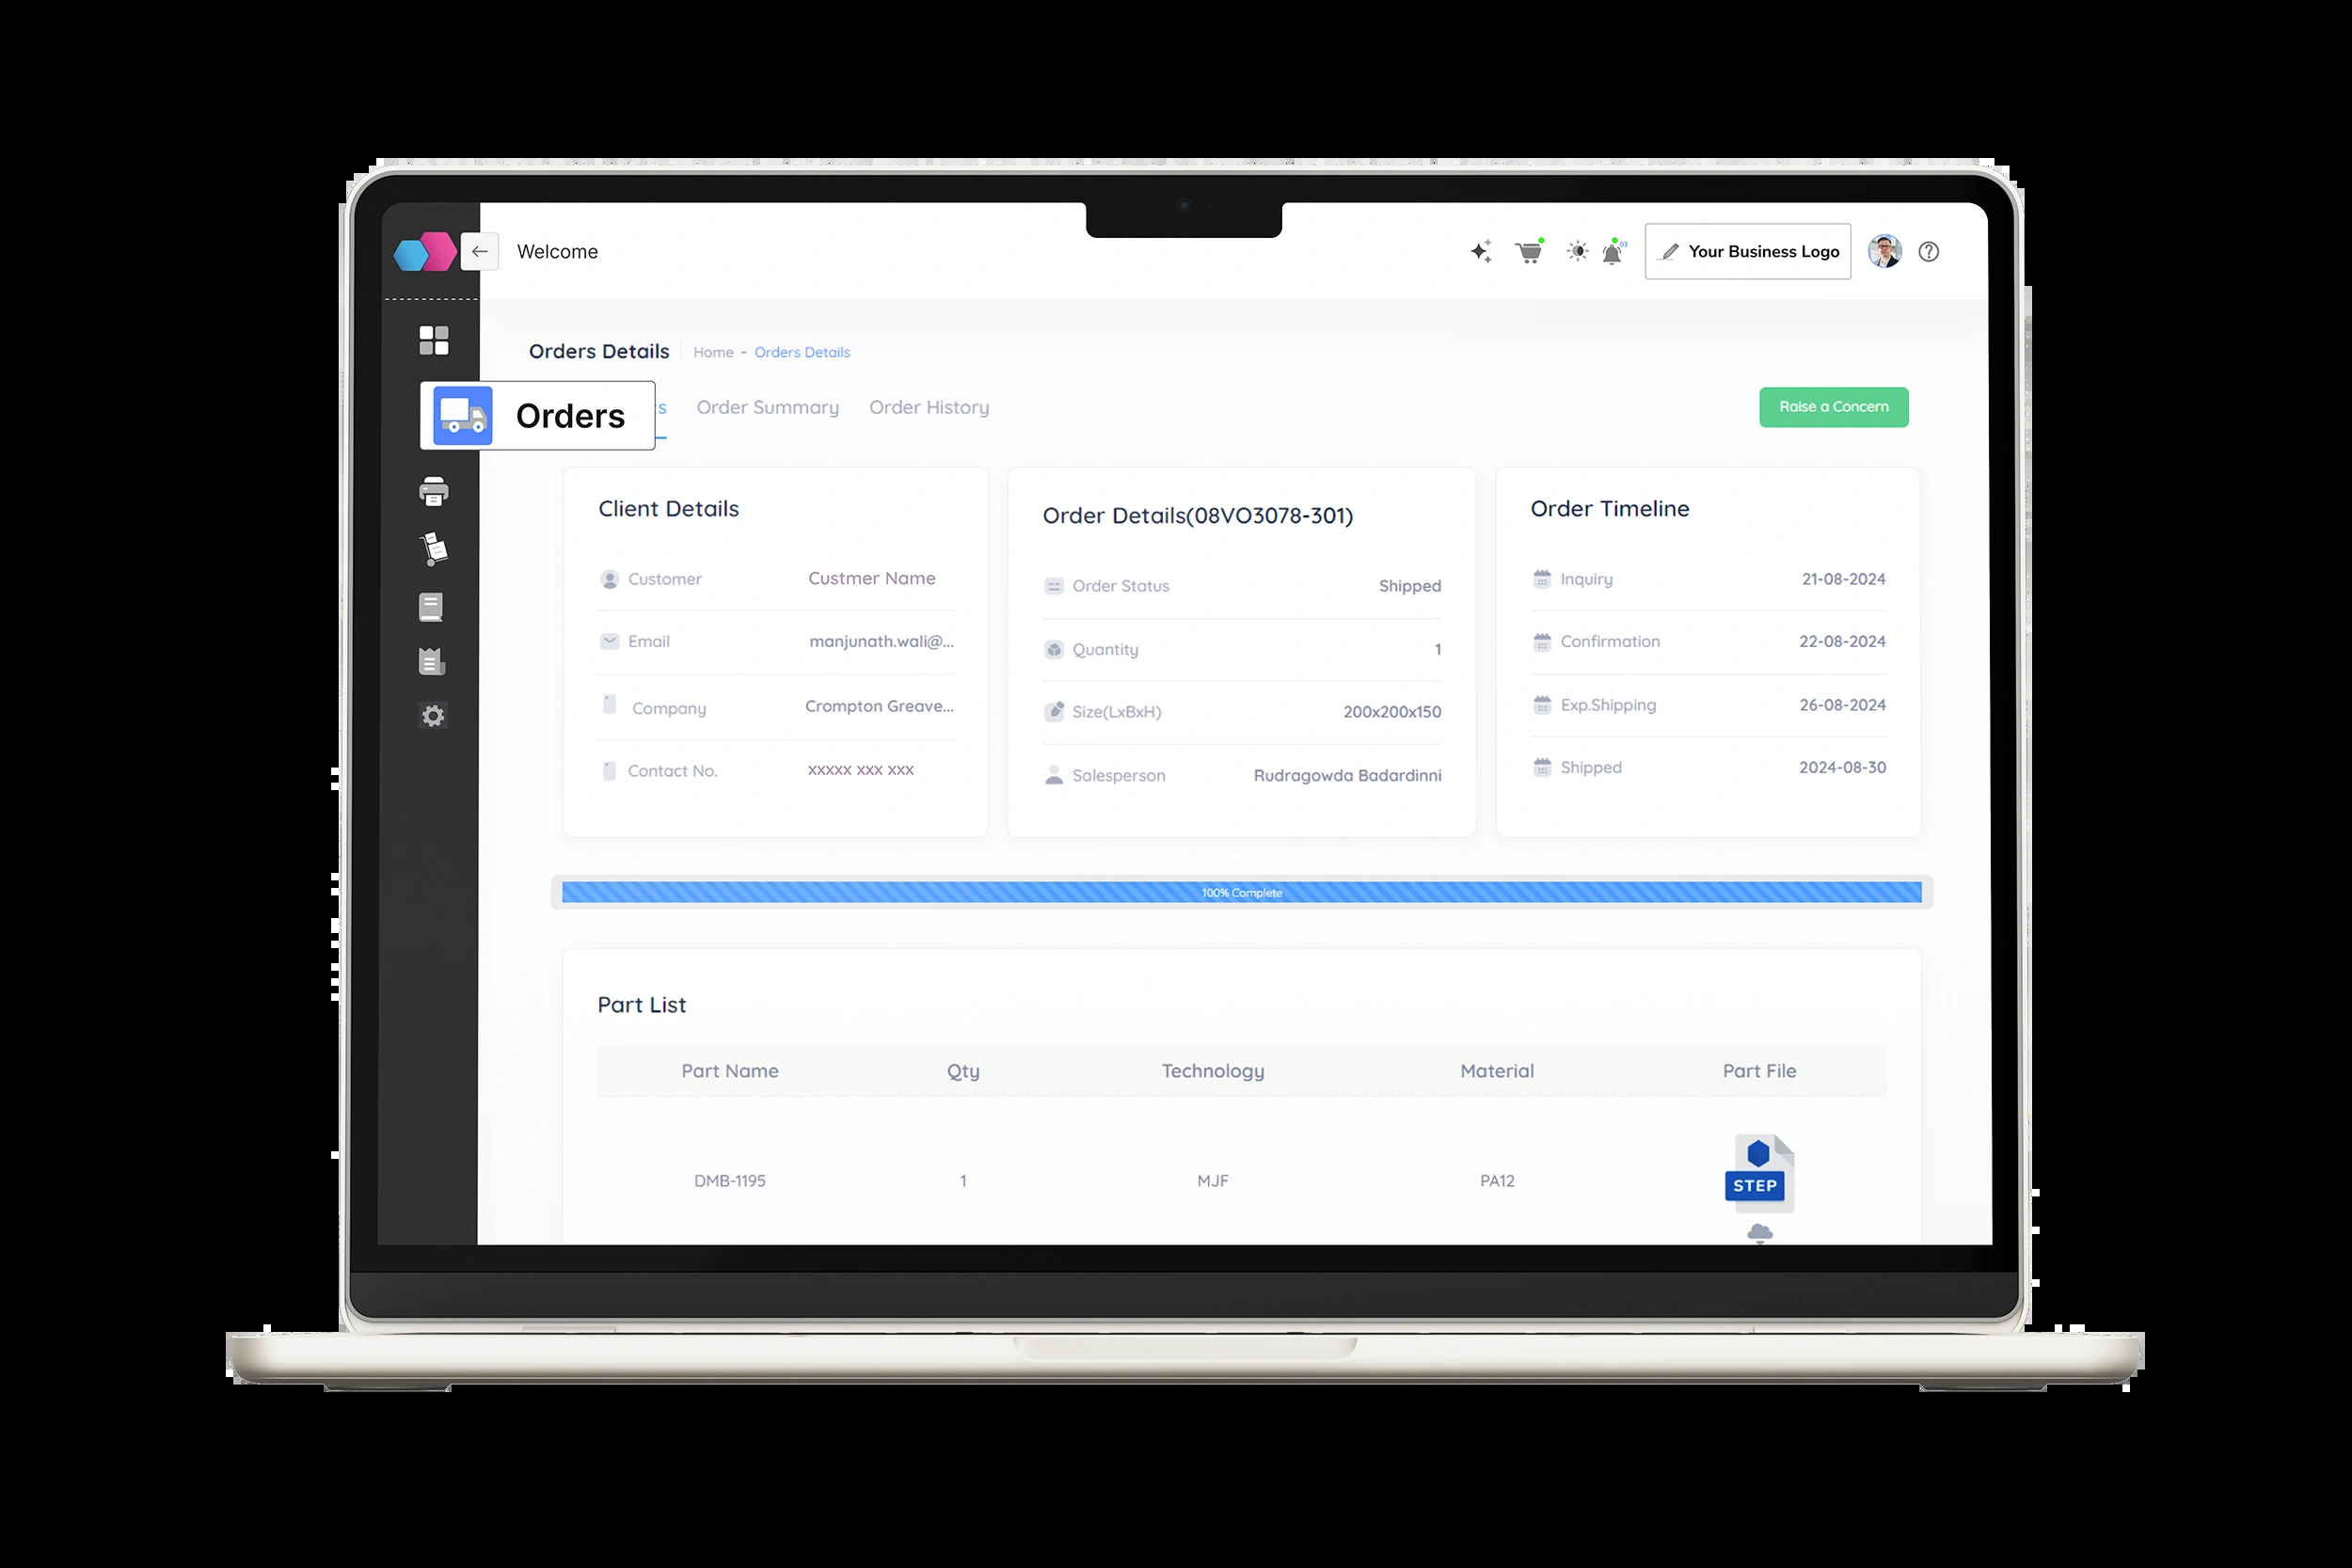 Welcome
03
Your Business Logo
Orders Details
Home - Orders Details
Orders
Order Summary
Order History
Raise a Concern
Client Details
Customer Custmer Name
Email manjunath.wali@...
Company Crompton Greave...
Contact No. xxxxx xxx xxx
Order Details(08VO3078-301)
Order Status Shipped
Quantity 1
Size(LxBxH) 200x200x150
Salesperson Rudragowda Badardinni
Order Timeline
Inquiry 21-08-2024
Confirmation 22-08-2024
Exp.Shipping 26-08-2024
Shipped 2024-08-30
100% Complete
Part List
Part Name Qty Technology Material Part File
DMB-1195 1 MJF PA12
STEP